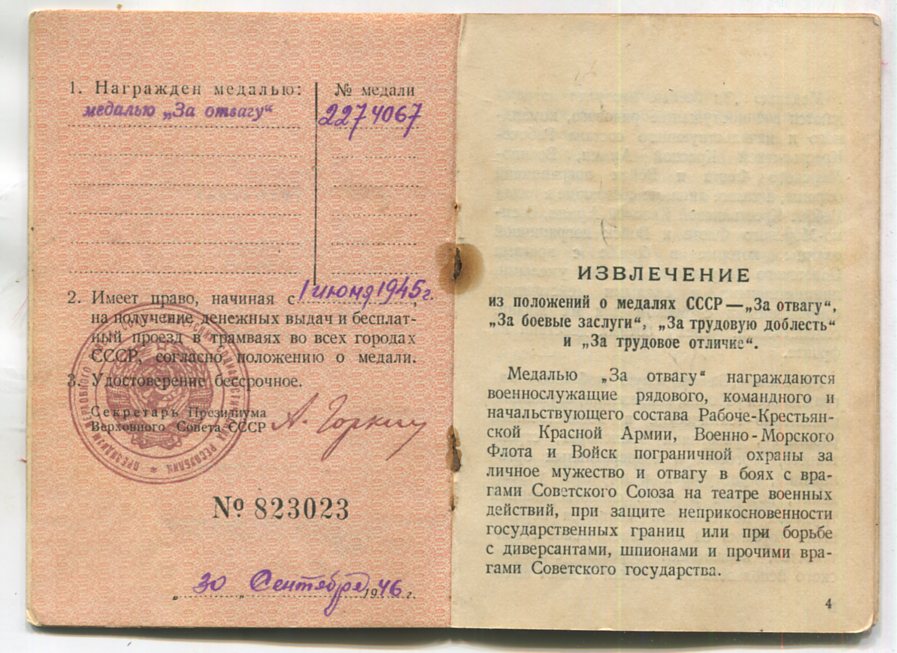 1. Награжден медалью:
№ медали
медалью „За отвагу“
2274067
2. Имеет право, начиная с 1 июня 1945г.,
на получение денежных выдач и бесплат-
ный проезд в трамваях во всех городах
СССР, согласно положению о медали.
3. Удостоверение бессрочное.
Секретарь Президиума
Верховного Совета СССР
А. Горкин
№ 823023
„30 Сентября 1946 г.
ИЗВЛЕЧЕНИЕ
из положений о медалях СССР—„За отвагу“,
„За боевые заслуги“, „За трудовую доблесть“
и „За трудовое отличие“.
Медалью „За отвагу“ награждаются
военнослужащие рядового, командного и
начальствующего состава Рабоче-Крестьян-
ской Красной Армии, Военно-Морского
Флота и Войск пограничной охраны за
личное мужество и отвагу в боях с вра-
гами Советского Союза на театре военных
действий, при защите неприкосновенности
государственных границ или при борьбе
с диверсантами, шпионами и прочими вра-
гами Советского государства.
4